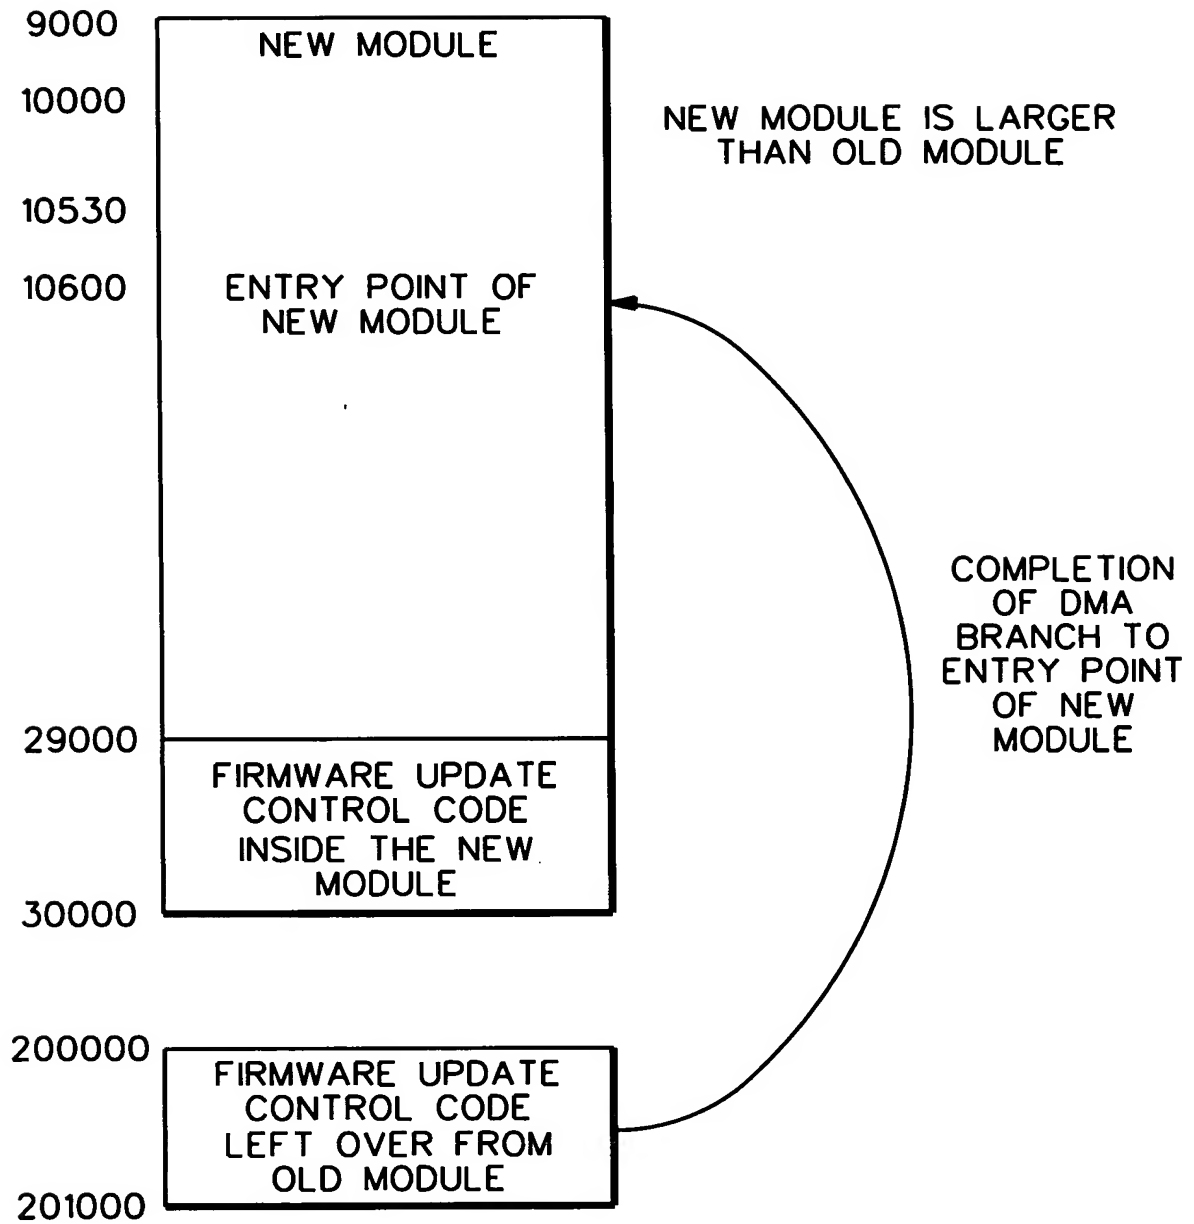 9000
NEW MODULE
10000
NEW MODULE IS LARGER
THAN OLD MODULE
10530
10600
ENTRY POINT OF
NEW MODULE
COMPLETION
OF DMA
BRANCH TO
ENTRY POINT
OF NEW
MODULE
29000
FIRMWARE UPDATE
CONTROL CODE
INSIDE THE NEW
MODULE
30000
200000
FIRMWARE UPDATE
CONTROL CODE
LEFT OVER FROM
OLD MODULE
201000